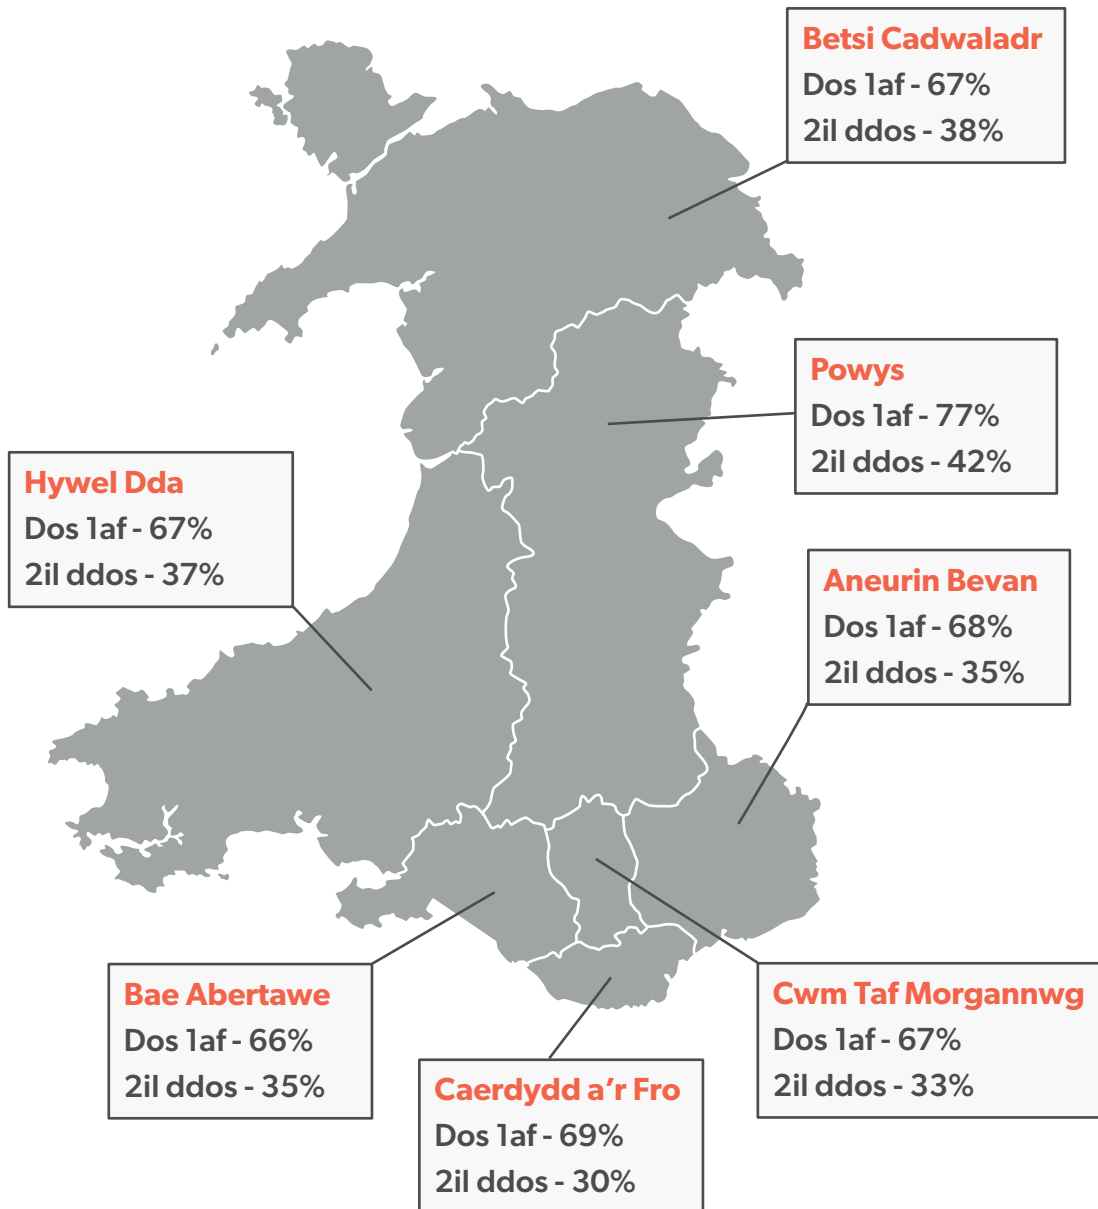 Betsi Cadwaladr
Dos 1af - 67%
2il ddos - 38%
Powys
Dos 1af - 77%
2il ddos - 42%
Hywel Dda
Dos 1af - 67%
2il ddos - 37%
Aneurin Bevan
Dos 1af - 68%
2il ddos - 35%
Bae Abertawe
Dos 1af - 66%
2il ddos - 35%
Caerdydd a’r Fro
Dos 1af - 69%
2il ddos - 30%
Cwm Taf Morgannwg
Dos 1af - 67%
2il ddos - 33%